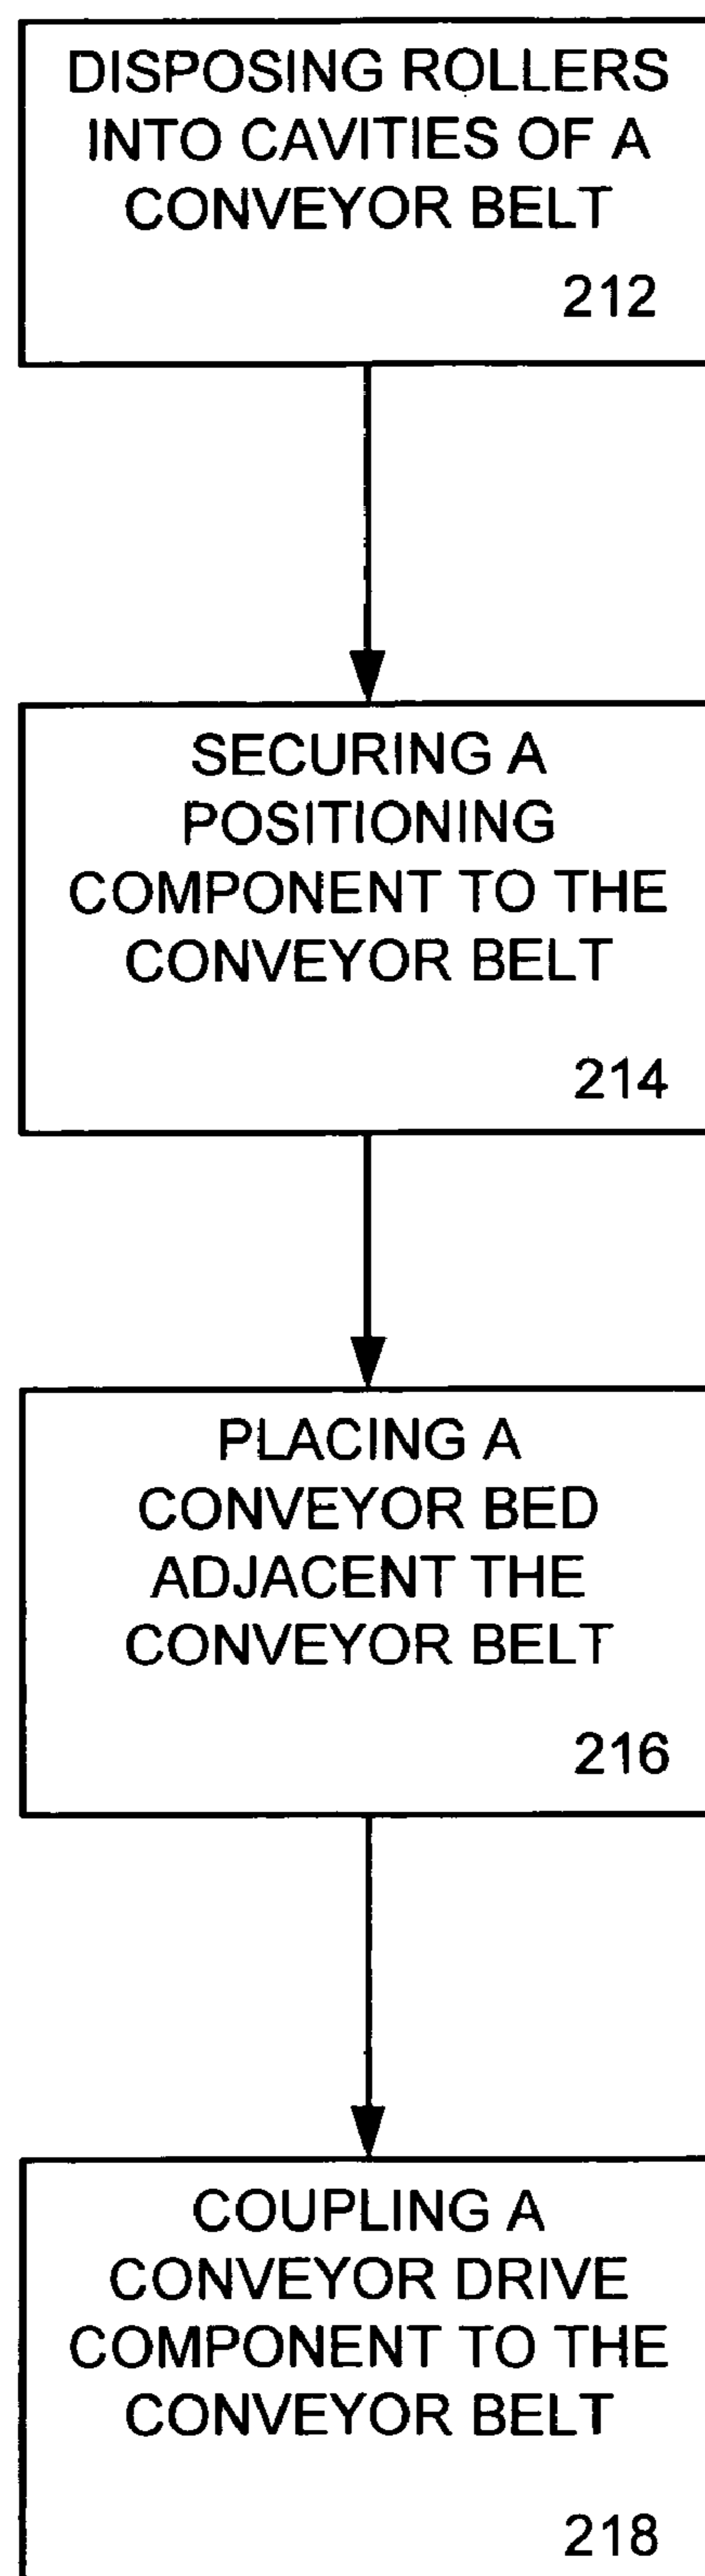 DISPOSING ROLLERS
INTO CAVITIES OF A
CONVEYOR BELT
212
SECURING A
POSITIONING
COMPONENT TO THE
CONVEYOR BELT
214
PLACING A
CONVEYOR BED
ADJACENT THE
CONVEYOR BELT
216
COUPLING A
CONVEYOR DRIVE
COMPONENT TO THE
CONVEYOR BELT
218